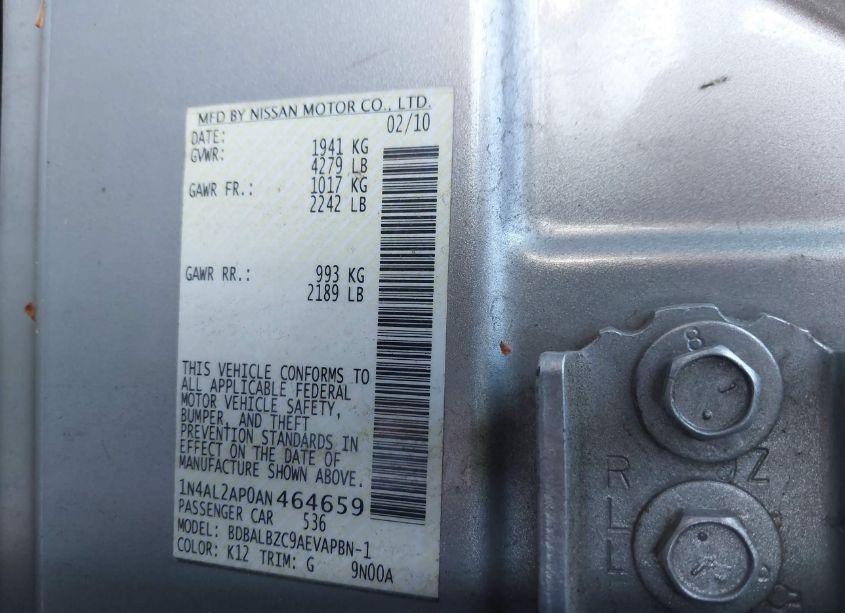 MFD BY NISSAN MOTOR CO., LTD.
DATE: 02/10
GVWR: 1941 KG
4279 LB
GAWR FR.: 1017 KG
2242 LB
GAWR RR.: 993 KG
2189 LB
THIS VEHICLE CONFORMS TO
ALL APPLICABLE FEDERAL
MOTOR VEHICLE SAFETY,
BUMPER, AND THEFT
PREVENTION STANDARDS IN
EFFECT ON THE DATE OF
MANUFACTURE SHOWN ABOVE.
1N4AL2AP0AN464659
PASSENGER CAR 536
MODEL: BDBALBZC9AEVAPBN-1
COLOR: K12 TRIM: G 9N00A
8